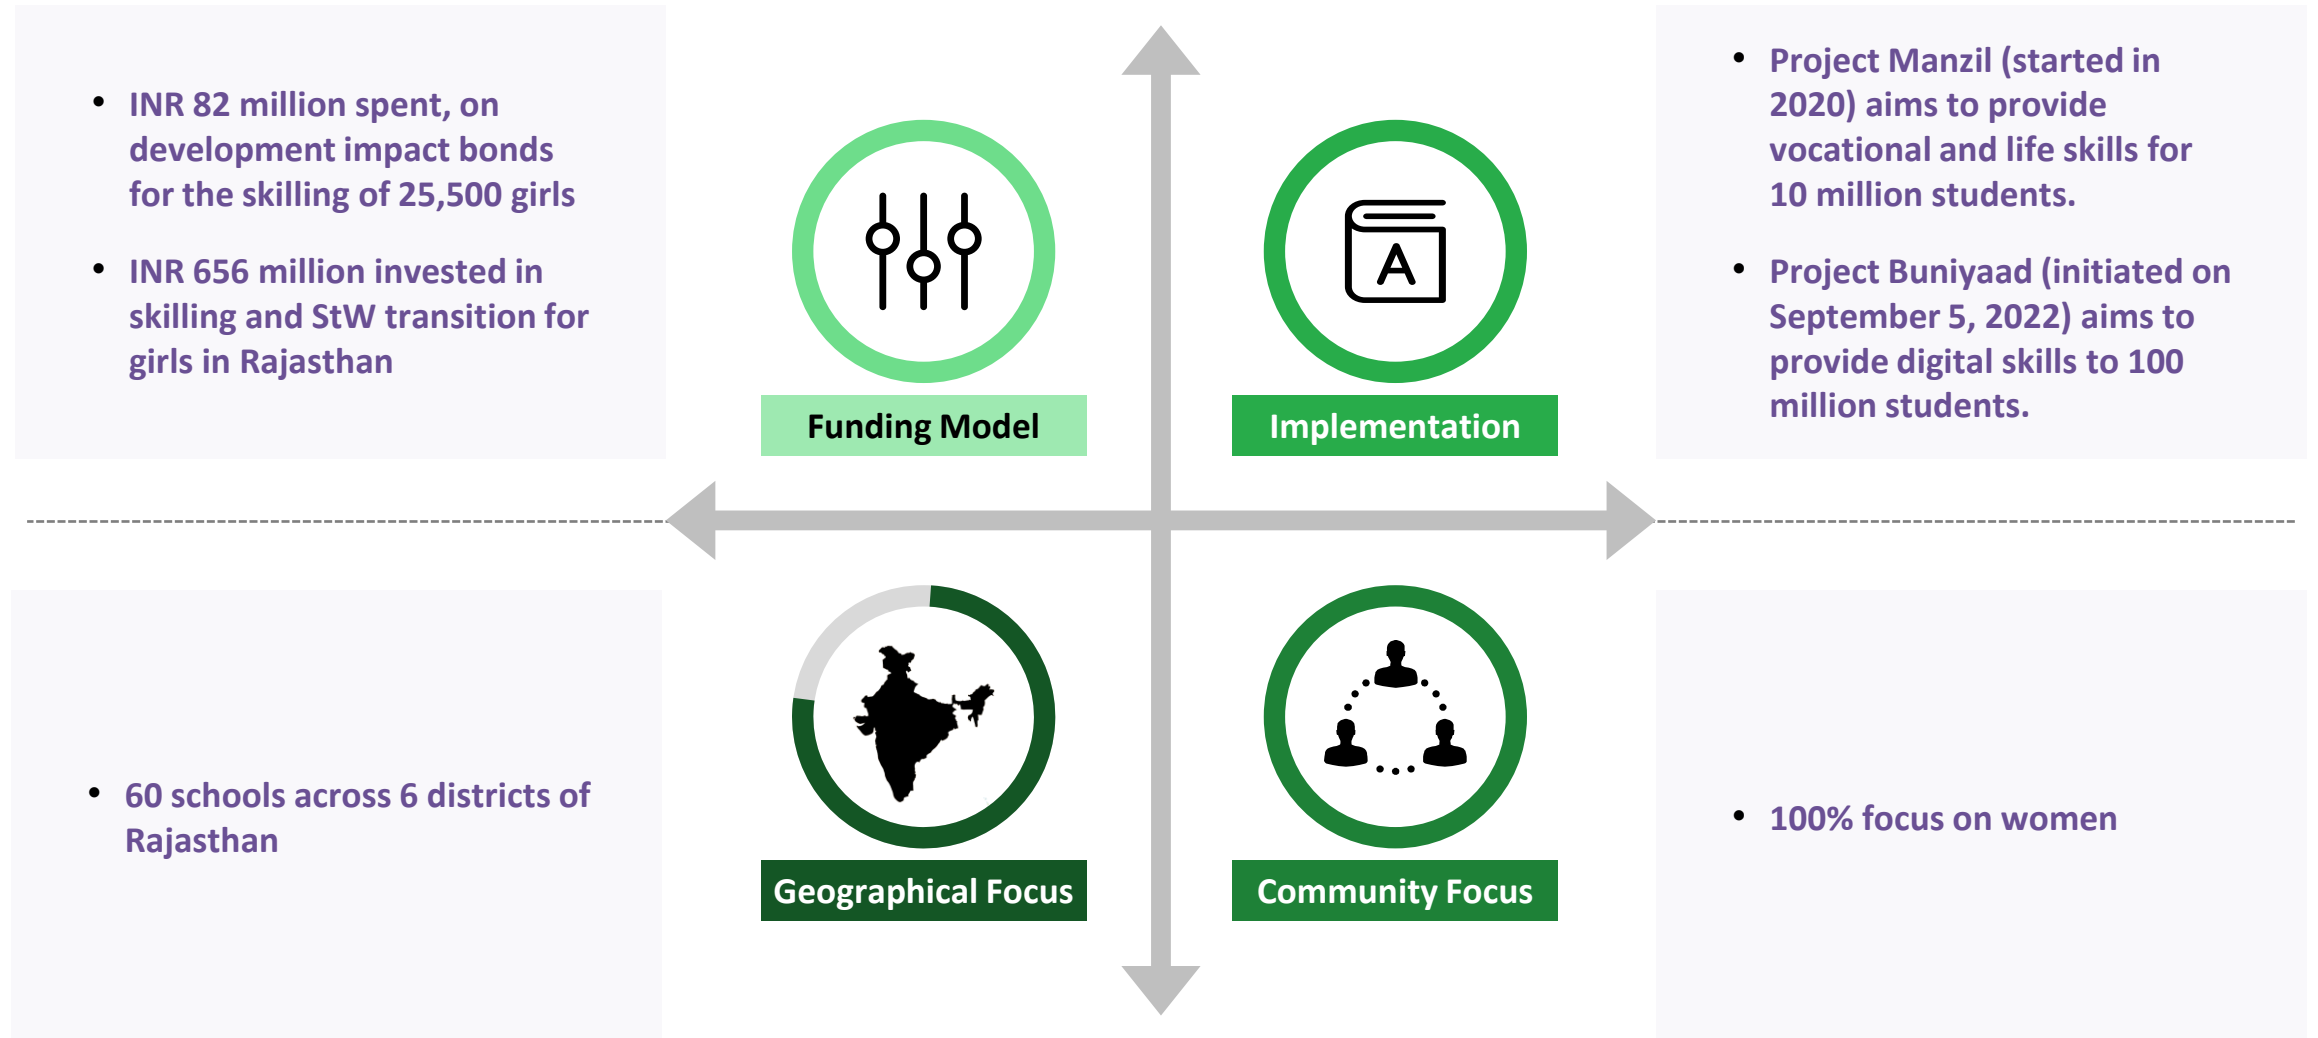 • INR 82 million spent, on
development impact bonds
for the skilling of 25,500 girls
• INR 656 million invested in
skilling and StW transition for
girls in Rajasthan
Funding Model
A
Implementation
• Project Manzil (started in
2020) aims to provide
vocational and life skills for
10 million students.
• Project Buniyaad (initiated on
September 5, 2022) aims to
provide digital skills to 100
million students.
• 60 schools across 6 districts of
Rajasthan
Geographical Focus
Community Focus
• 100% focus on women